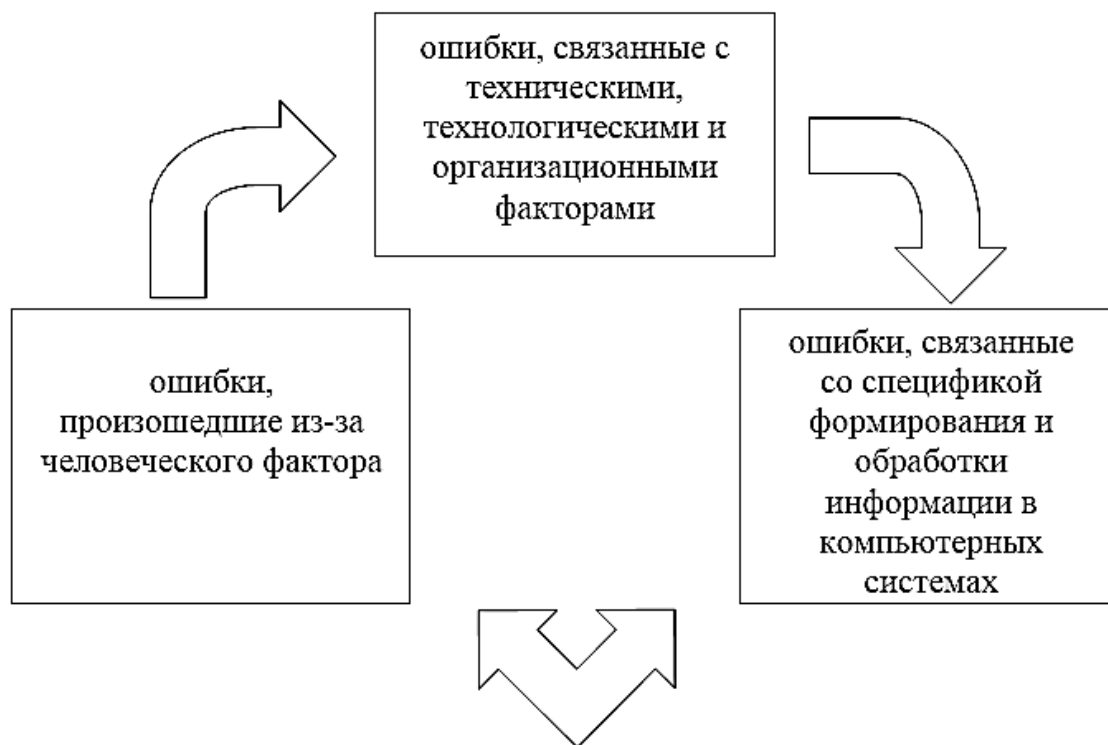 ошибки, связанные с
техническими,
технологическими и
организационными
факторами
ошибки,
произошедшие из-за
человеческого фактора
ошибки, связанные
со спецификой
формирования и
обработки
информации в
компьютерных
системах